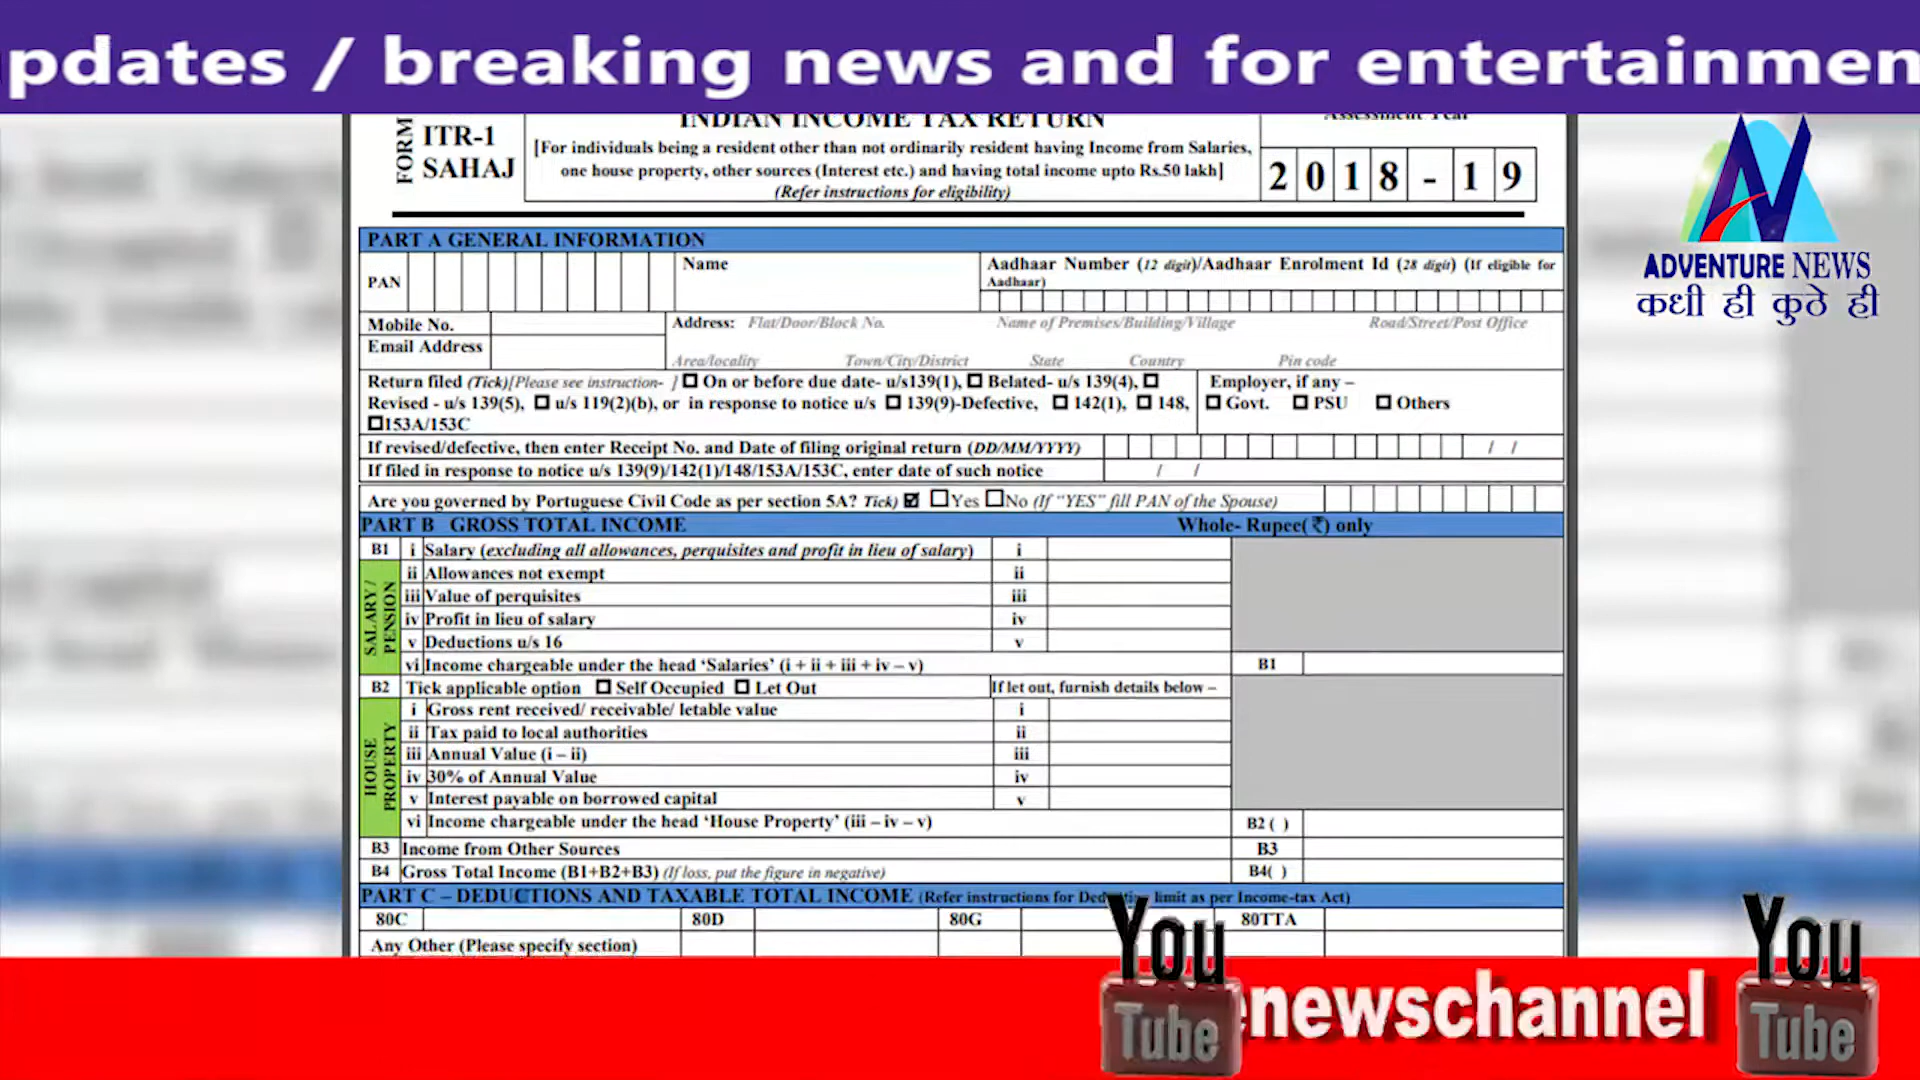 pdates / breaking news and for entertainmen
FORM
ITR-1
SAHAJ
INDIAN INCOME TAX RETURN
[For individuals being a resident other than not ordinarily resident having Income from Salaries,
one house property, other sources (Interest etc.) and having total income upto Rs.50 lakh]
(Refer instructions for eligibility)
Assessment Year
2018-19
PART A GENERAL INFORMATION
PAN
Name
Aadhaar Number (12 digit)/Aadhaar Enrolment Id (28 digit) (If eligible for
Aadhaar)
Mobile No.
Email Address
Address: Flat/Door/Block No. Name of Premises/Building/Village Road/Street/Post Office
Area/locality Town/City/District State Country Pin code
Return filed (Tick)[Please see instruction- ] ☐ On or before due date- u/s139(1), ☐ Belated- u/s 139(4), ☐
Revised - u/s 139(5), ☐ u/s 119(2)(b), or in response to notice u/s ☐ 139(9)-Defective, ☐ 142(1), ☐ 148,
☐153A/153C
Employer, if any –
☐ Govt. ☐ PSU ☐ Others
If revised/defective, then enter Receipt No. and Date of filing original return (DD/MM/YYYY) / /
If filed in response to notice u/s 139(9)/142(1)/148/153A/153C, enter date of such notice / /
Are you governed by Portuguese Civil Code as per section 5A? Tick) ☑ ☐Yes ☐No (If “YES” fill PAN of the Spouse)
PART B GROSS TOTAL INCOME Whole- Rupee(₹) only
SALARY / PENSION
B1 i Salary (excluding all allowances, perquisites and profit in lieu of salary) i
ii Allowances not exempt ii
iii Value of perquisites iii
iv Profit in lieu of salary iv
v Deductions u/s 16 v
vi Income chargeable under the head ‘Salaries’ (i + ii + iii + iv – v) B1
B2 Tick applicable option ☐ Self Occupied ☐ Let Out If let out, furnish details below –
HOUSE PROPERTY
i Gross rent received/ receivable/ letable value i
ii Tax paid to local authorities ii
iii Annual Value (i – ii) iii
iv 30% of Annual Value iv
v Interest payable on borrowed capital v
vi Income chargeable under the head ‘House Property’ (iii – iv – v) B2 ( )
B3 Income from Other Sources B3
B4 Gross Total Income (B1+B2+B3) (If loss, put the figure in negative) B4( )
PART C – DEDUCTIONS AND TAXABLE TOTAL INCOME (Refer instructions for limit as per Income-tax Act)
80C 80D 80G 80TTA
Any Other (Please specify section)
ADVENTURE NEWS
कधी ही कुठे ही
You Tube
newschannel
You Tube